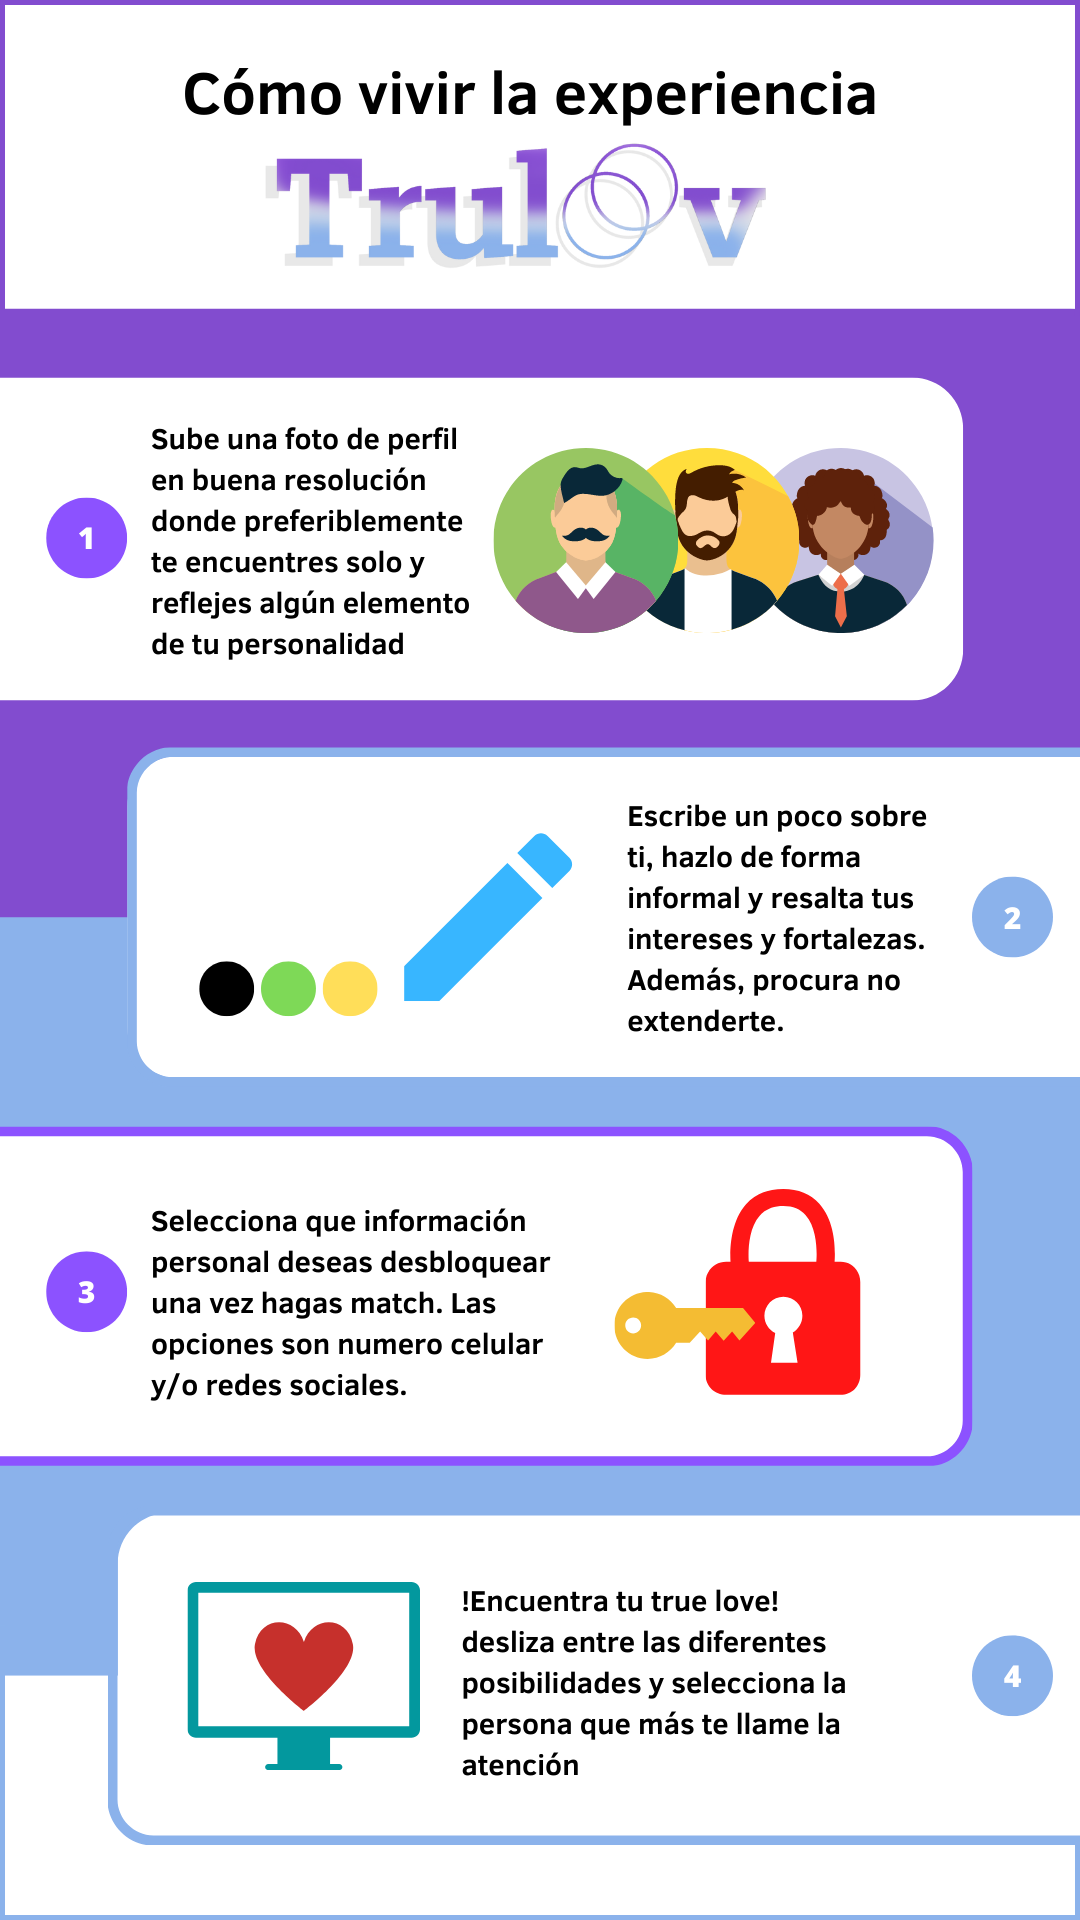 Cómo vivir la experiencia
Trulov
1
Sube una foto de perfil
en buena resolución
donde preferiblemente
te encuentres solo y
reflejes algún elemento
de tu personalidad
Escribe un poco sobre
ti, hazlo de forma
informal y resalta tus
intereses y fortalezas.
Además, procura no
extenderte.
2
3
Selecciona que información
personal deseas desbloquear
una vez hagas match. Las
opciones son numero celular
y/o redes sociales.
!Encuentra tu true love!
desliza entre las diferentes
posibilidades y selecciona la
persona que más te llame la
atención
4